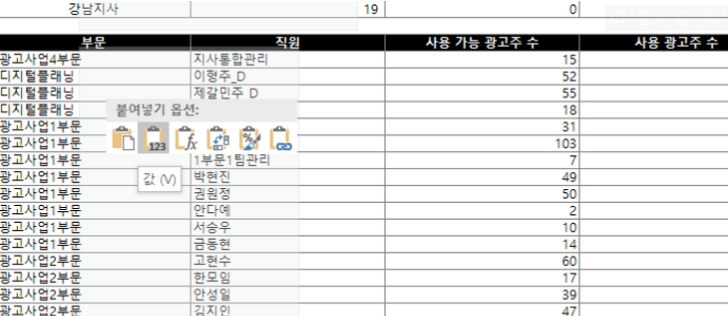 강남지사 19 0
부문 직원 사용 가능 광고주 수 사용 광고주 수
광고사업4부문 지사통합관리 15
디지털플래닝 이형주_D 52
디지털플래닝 제갈민주_D 55
디지털플래닝 18
붙여넣기 옵션:
광고사업1부문 31
광고사업1부문 103
123
광고사업1부문 1부문1팀관리 7
값 (V)
광고사업1부문 박현진 49
광고사업1부문 권원정 50
광고사업1부문 안다예 2
광고사업1부문 서승우 10
광고사업1부문 금동현 14
광고사업2부문 고현수 60
광고사업2부문 한모임 17
광고사업2부문 안성일 39
광고사업2부문 김지인 47